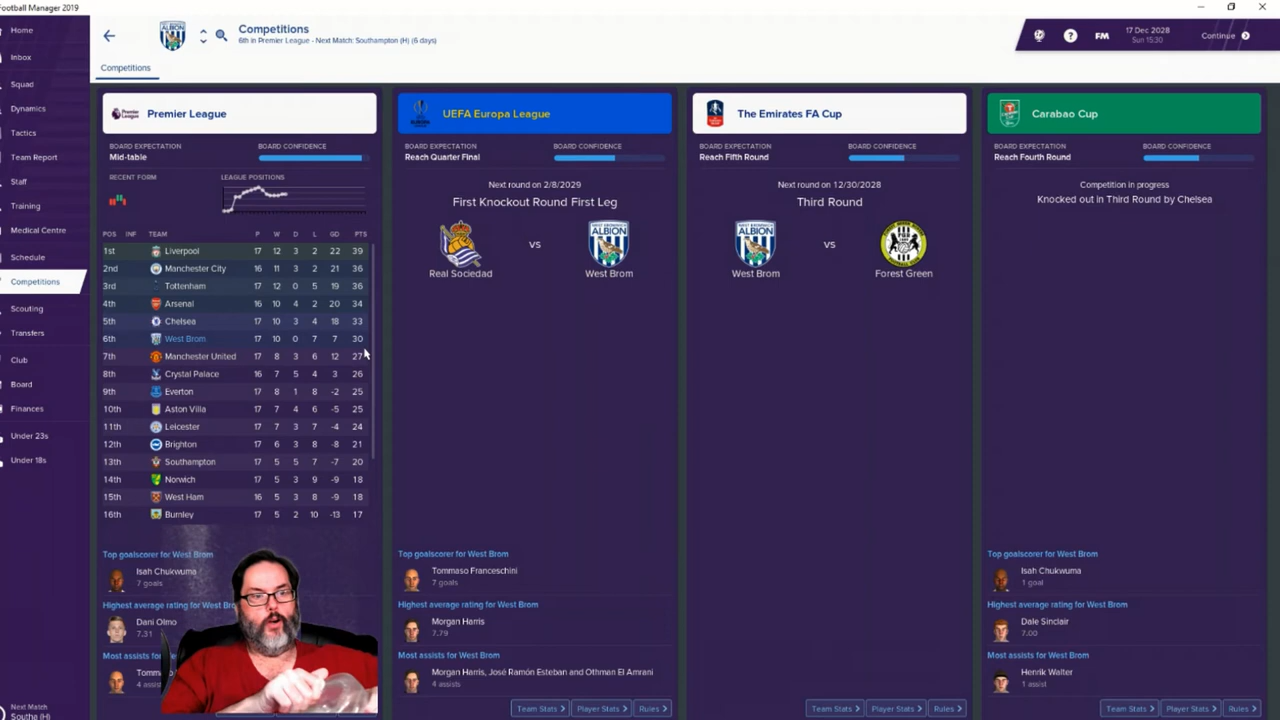 Football Manager 2019
Home
Inbox
Squad
Dynamics
Tactics
Team Report
Staff
Training
Medical Centre
Schedule
Competitions
Scouting
Transfers
Club
Board
Finances
Under 23s
Under 18s
Next Match
Southa (H)
Competitions
6th in Premier League - Next Match: Southampton (H) (6 days)
FM
17 Dec 2028
Sun 15:30
Continue
Competitions
Premier League
BOARD EXPECTATION BOARD CONFIDENCE
Mid-table
RECENT FORM LEAGUE POSITIONS
POS INF TEAM P W D L GD PTS
1st Liverpool 17 12 3 2 22 39
2nd Manchester City 16 11 3 2 21 36
3rd Tottenham 17 12 0 5 19 36
4th Arsenal 16 10 4 2 20 34
5th Chelsea 17 10 3 4 18 33
6th West Brom 17 10 0 7 7 30
7th Manchester United 17 8 3 6 12 27
8th Crystal Palace 16 7 5 4 3 26
9th Everton 17 8 1 8 -2 25
10th Aston Villa 17 7 4 6 -5 25
11th Leicester 17 7 3 7 -4 24
12th Brighton 17 6 3 8 -8 21
13th Southampton 17 5 5 7 -7 20
14th Norwich 17 5 3 9 -9 18
15th West Ham 16 5 3 8 -9 18
16th Burnley 17 5 2 10 -13 17
Top goalscorer for West Brom
Isah Chukwuma
7 goals
Highest average rating for West Bro
Dani Olmo
7.31
Most assists fo
Tomma
4 assist
UEFA Europa League
BOARD EXPECTATION BOARD CONFIDENCE
Reach Quarter Final
Next round on 2/8/2029
First Knockout Round First Leg
ALBION
Real Sociedad vs West Brom
Top goalscorer for West Brom
Tommaso Franceschini
7 goals
Highest average rating for West Brom
Morgan Harris
7.79
Most assists for West Brom
Morgan Harris, José Ramón Esteban and Othman El Amrani
4 assists
Team Stats Player Stats Rules
The Emirates FA Cup
BOARD EXPECTATION BOARD CONFIDENCE
Reach Fifth Round
Next round on 12/30/2028
Third Round
ALBION
West Brom vs Forest Green
Team Stats Player Stats Rules
Carabao Cup
BOARD EXPECTATION BOARD CONFIDENCE
Reach Fourth Round
Competition in progress
Knocked out in Third Round by Chelsea
Top goalscorer for West Brom
Isah Chukwuma
1 goal
Highest average rating for West Brom
Dale Sinclair
7.00
Most assists for West Brom
Henrik Walter
1 assist
Team Stats Player Stats Rules